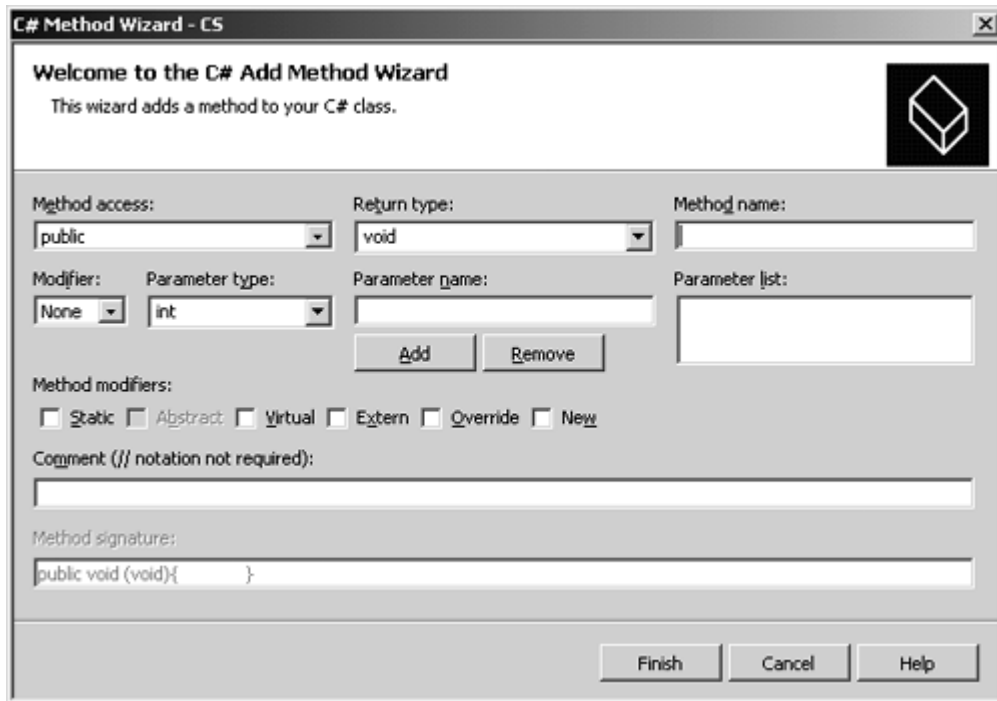 C# Method Wizard - CS
Welcome to the C# Add Method Wizard
This wizard adds a method to your C# class.
Method access: Return type: Method name:
public void
Modifier: Parameter type: Parameter name: Parameter list:
None int
Add Remove
Method modifiers:
Static Abstract Virtual Extern Override New
Comment (// notation not required):
Method signature:
public void (void){ }
Finish Cancel Help